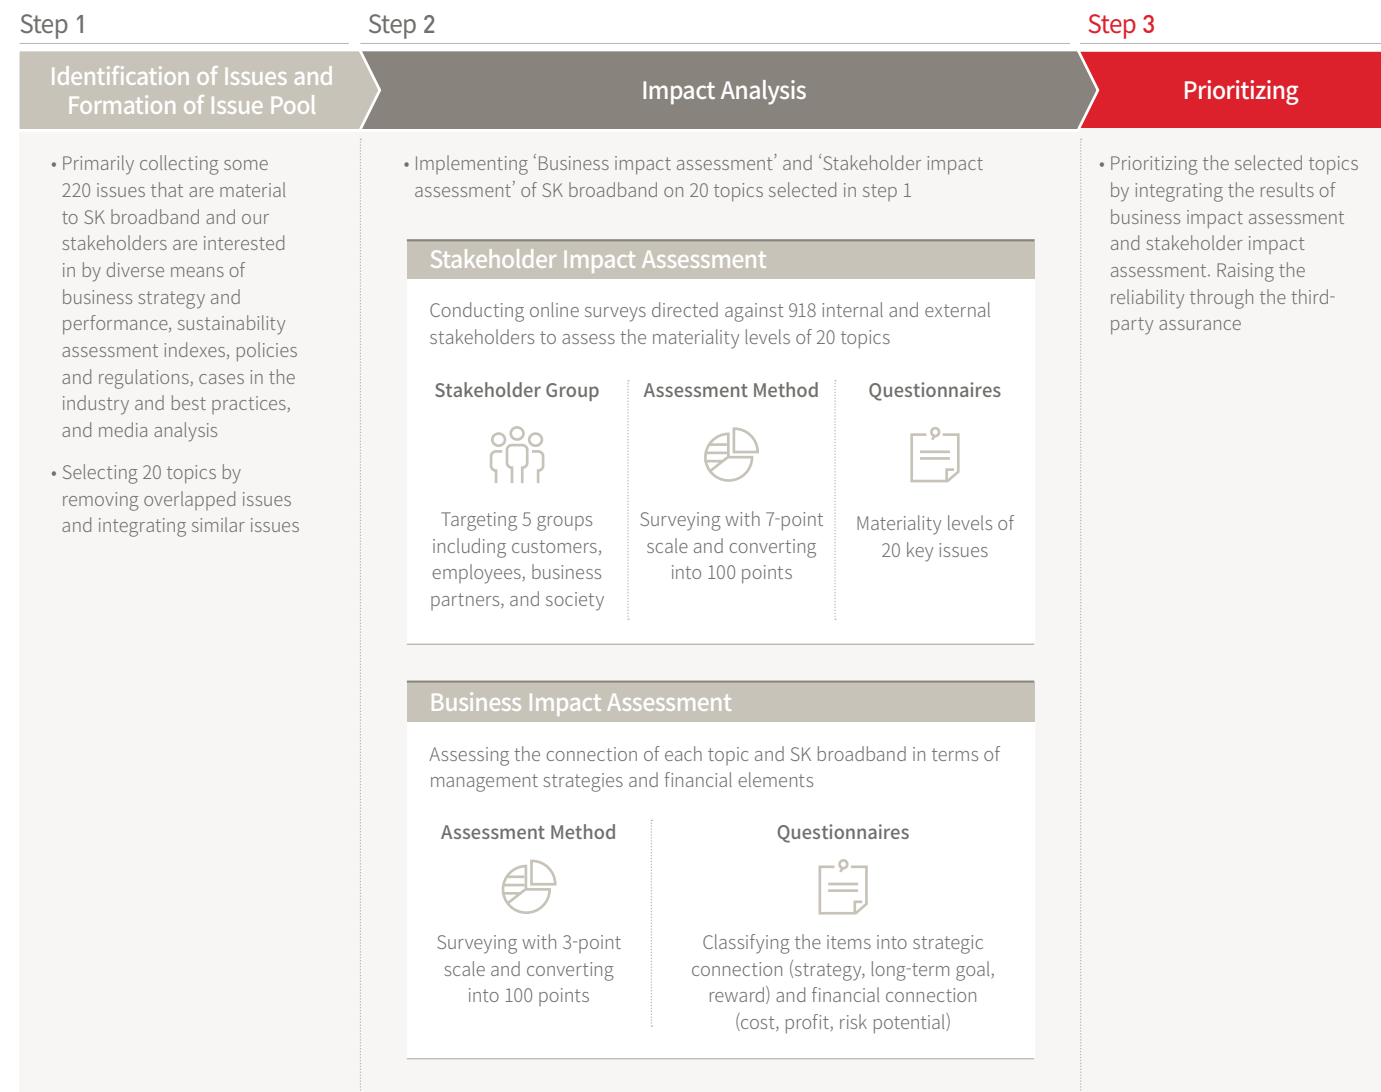 Step 1
Identification of Issues and
Formation of Issue Pool
• Primarily collecting some
220 issues that are material
to SK broadband and our
stakeholders are interested
in by diverse means of
business strategy and
performance, sustainability
assessment indexes, policies
and regulations, cases in the
industry and best practices,
and media analysis
• Selecting 20 topics by
removing overlapped issues
and integrating similar issues
Step 2
Impact Analysis
• Implementing ‘Business impact assessment’ and ‘Stakeholder impact
assessment’ of SK broadband on 20 topics selected in step 1
Stakeholder Impact Assessment
Conducting online surveys directed against 918 internal and external
stakeholders to assess the materiality levels of 20 topics
Stakeholder Group
Targeting 5 groups
including customers,
employees, business
partners, and society
Assessment Method
Surveying with 7-point
scale and converting
into 100 points
Questionnaires
Materiality levels of
20 key issues
Business Impact Assessment
Assessing the connection of each topic and SK broadband in terms of
management strategies and financial elements
Assessment Method
Surveying with 3-point
scale and converting
into 100 points
Questionnaires
Classifying the items into strategic
connection (strategy, long-term goal,
reward) and financial connection
(cost, profit, risk potential)
Step 3
Prioritizing
• Prioritizing the selected topics
by integrating the results of
business impact assessment
and stakeholder impact
assessment. Raising the
reliability through the third-
party assurance